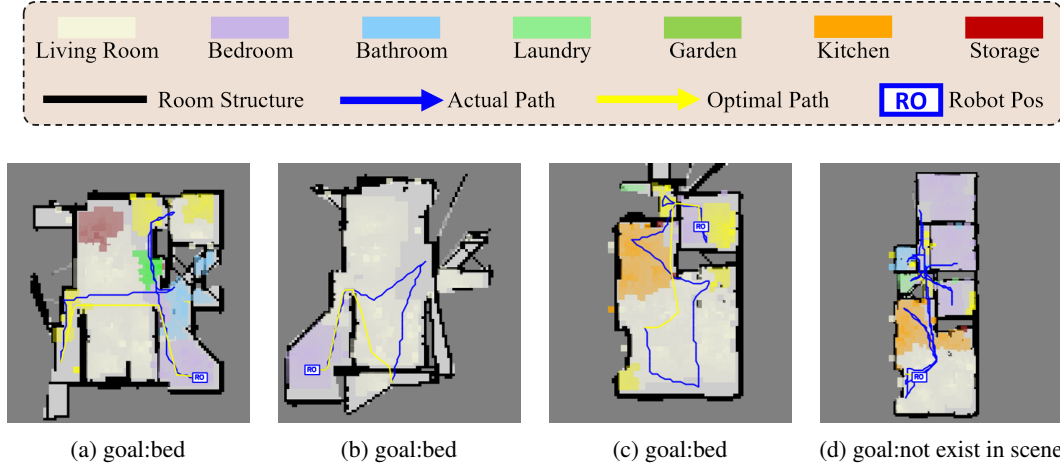 Living Room Bedroom Bathroom Laundry Garden Kitchen Storage
Room Structure Actual Path Optimal Path RO Robot Pos
RO
RO
RO
RO
(a) goal:bed (b) goal:bed (c) goal:bed (d) goal:not exist in scene